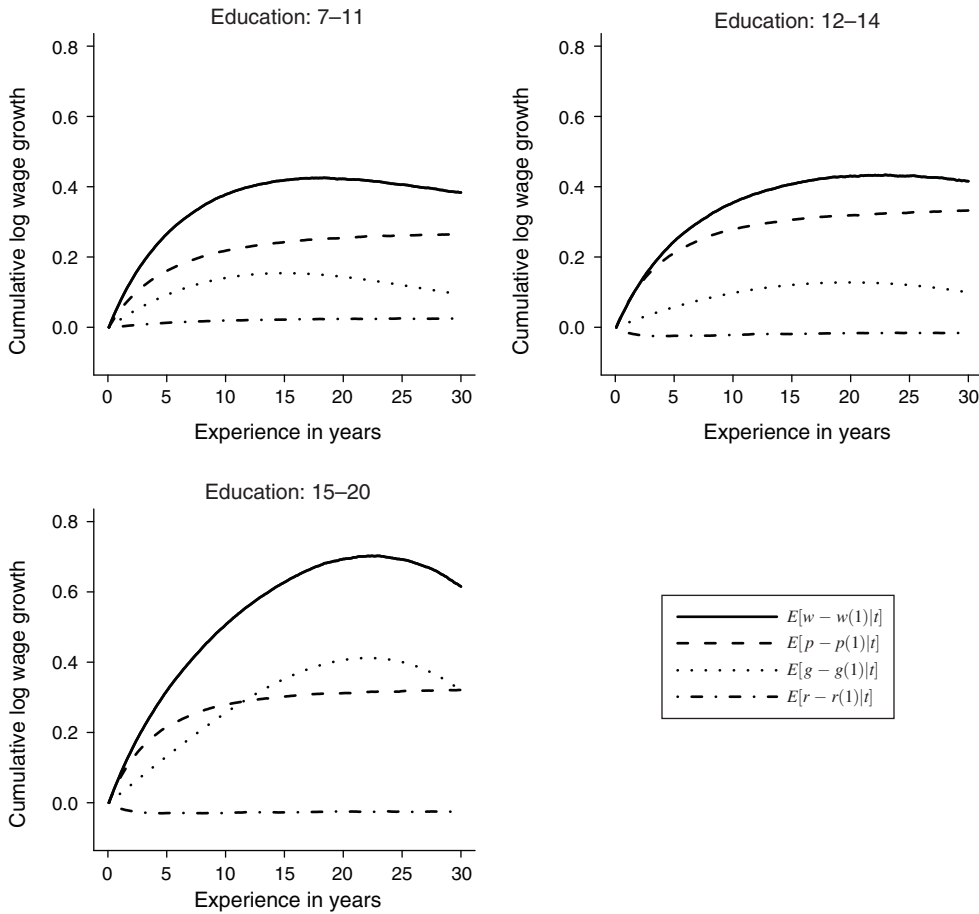 Education: 7–11
Cumulative log wage growth
0.8
0.6
0.4
0.2
0.0
0 5 10 15 20 25 30
Experience in years
Education: 12–14
Cumulative log wage growth
0.8
0.6
0.4
0.2
0.0
0 5 10 15 20 25 30
Experience in years
Education: 15–20
Cumulative log wage growth
0.8
0.6
0.4
0.2
0.0
0 5 10 15 20 25 30
Experience in years
E[w − w(1)|t]
E[p − p(1)|t]
E[g − g(1)|t]
E[r − r(1)|t]